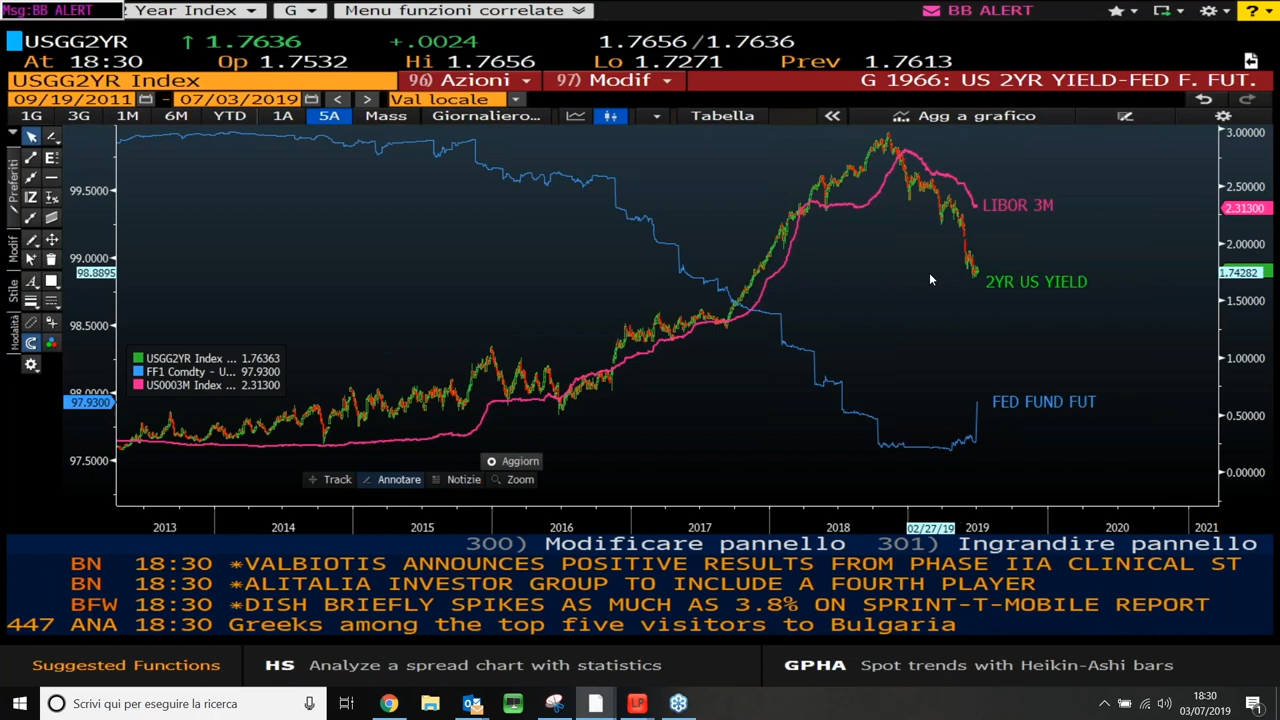 Msg:BB ALERT Year Index G Menu funzioni correlate BB ALERT ?
USGG2YR ↑ 1.7636 +.0024 1.7656/1.7636
At 18:30 Op 1.7532 Hi 1.7656 Lo 1.7271 Prev 1.7613
USGG2YR Index 96) Azioni 97) Modif G 1966: US 2YR YIELD-FED F. FUT.
09/19/2011 - 07/03/2019 < > Val locale
1G 3G 1M 6M YTD 1A 5A Mass Giornaliero... Tabella Agg a grafico
Preferiti
Modif
Stile
Modalità
3.00000
99.5000 2.50000
LIBOR 3M 2.31300
99.0000 2.00000
98.8895 1.74282
2YR US YIELD
98.5000 1.50000
USGG2YR Index ... 1.76363 1.00000
FF1 Comdty - U... 97.9300
US0003M Index ... 2.31300
98.0000
97.9300 FED FUND FUT
0.50000
97.5000 0.00000
Aggiorn
Track Annotare Notizie Zoom
2013 2014 2015 2016 2017 2018 02/27/19 2019 2020 2021
300) Modificare pannello 301) Ingrandire pannello
BN 18:30 *VALBIOTIS ANNOUNCES POSITIVE RESULTS FROM PHASE IIA CLINICAL ST
BN 18:30 *ALITALIA INVESTOR GROUP TO INCLUDE A FOURTH PLAYER
BFW 18:30 *DISH BRIEFLY SPIKES AS MUCH AS 3.8% ON SPRINT-T-MOBILE REPORT
447 ANA 18:30 Greeks among the top five visitors to Bulgaria
Suggested Functions HS Analyze a spread chart with statistics GPHA Spot trends with Heikin-Ashi bars
Scrivi qui per eseguire la ricerca LP 18:30
03/07/2019 1